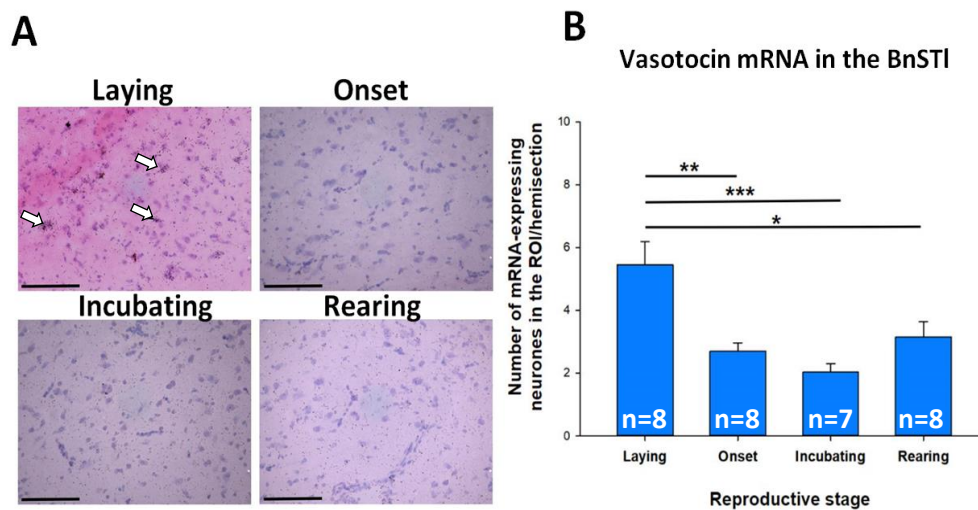 A
Laying
Onset
Incubating
Rearing
B
Vasotocin mRNA in the BnSTl
Number of mRNA-expressing
neurones in the ROI/hemisection
10
8
6
4
2
0
**
***
*
n=8
n=8
n=7
n=8
Laying
Onset
Incubating
Rearing
Reproductive stage